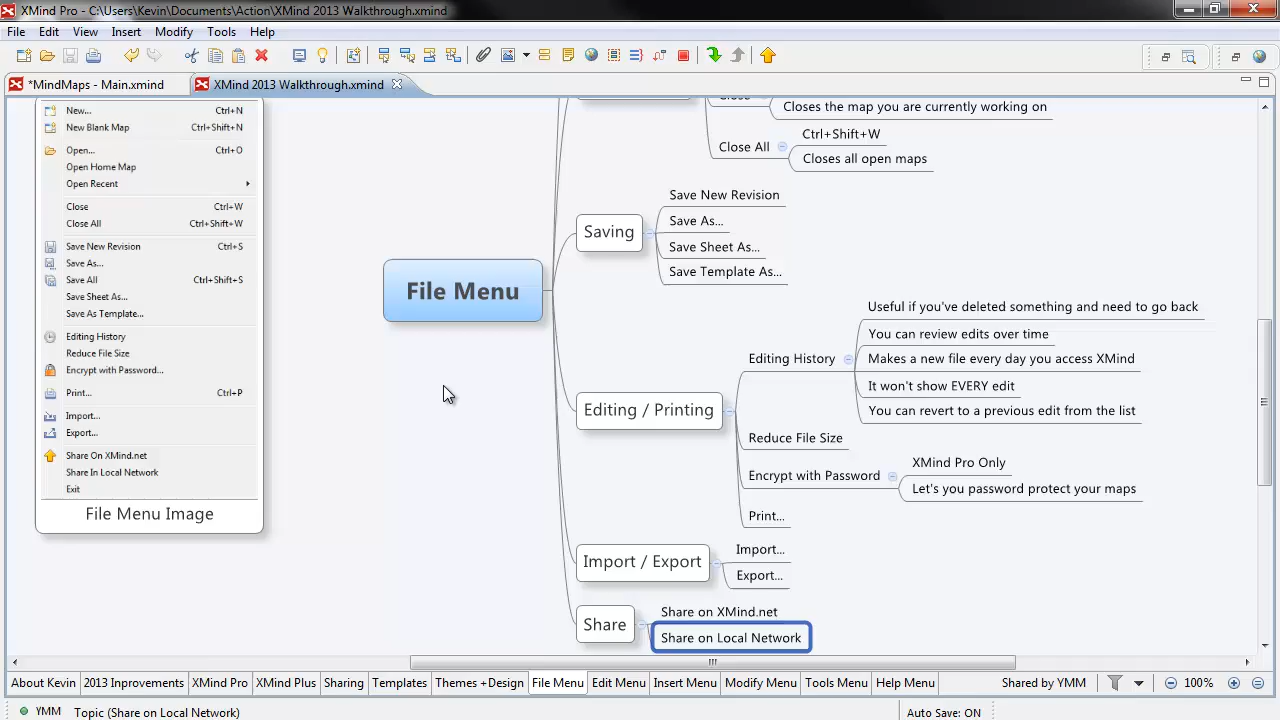 XMind Pro - C:\Users\Kevin\Documents\Action\XMind 2013 Walkthrough.xmind
File Edit View Insert Modify Tools Help
*MindMaps - Main.xmind
XMind 2013 Walkthrough.xmind
New... Ctrl+N
New Blank Map Ctrl+Shift+N
Open... Ctrl+O
Open Home Map
Open Recent
Close Ctrl+W
Close All Ctrl+Shift+W
Save New Revision Ctrl+S
Save As...
Save All Ctrl+Shift+S
Save Sheet As...
Save As Template...
Editing History
Reduce File Size
Encrypt with Password...
Print... Ctrl+P
Import...
Export...
Share On XMind.net
Share In Local Network
Exit
File Menu Image
File Menu
Close
Closes the map you are currently working on
Close All
Ctrl+Shift+W
Closes all open maps
Saving
Save New Revision
Save As...
Save Sheet As...
Save Template As...
Editing / Printing
Editing History
Useful if you've deleted something and need to go back
You can review edits over time
Makes a new file every day you access XMind
It won't show EVERY edit
You can revert to a previous edit from the list
Reduce File Size
Encrypt with Password
XMind Pro Only
Let's you password protect your maps
Print...
Import / Export
Import...
Export...
Share
Share on XMind.net
Share on Local Network
About Kevin 2013 Inprovements XMind Pro XMind Plus Sharing Templates Themes +Design File Menu Edit Menu Insert Menu Modify Menu Tools Menu Help Menu Shared by YMM 100%
YMM Topic (Share on Local Network) Auto Save: ON